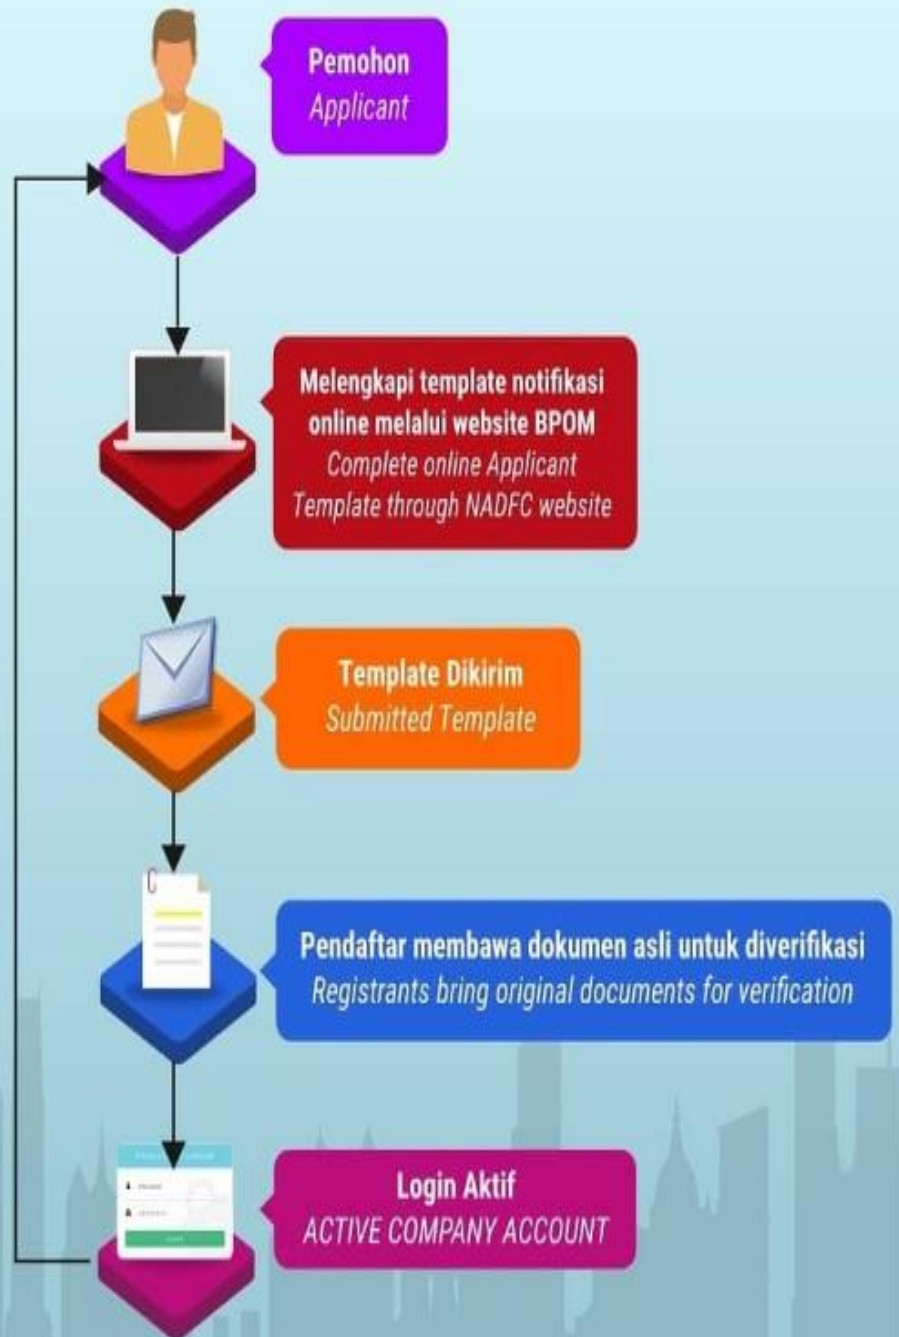 Pemohon
Applicant
Melengkapi template notifikasi
online melalui website BPOM
Complete online Applicant
Template through NADFC website
Template Dikirim
Submitted Template
Pendaftar membawa dokumen asli untuk diverifikasi
Registrants bring original documents for verification
Login Aktif
ACTIVE COMPANY ACCOUNT